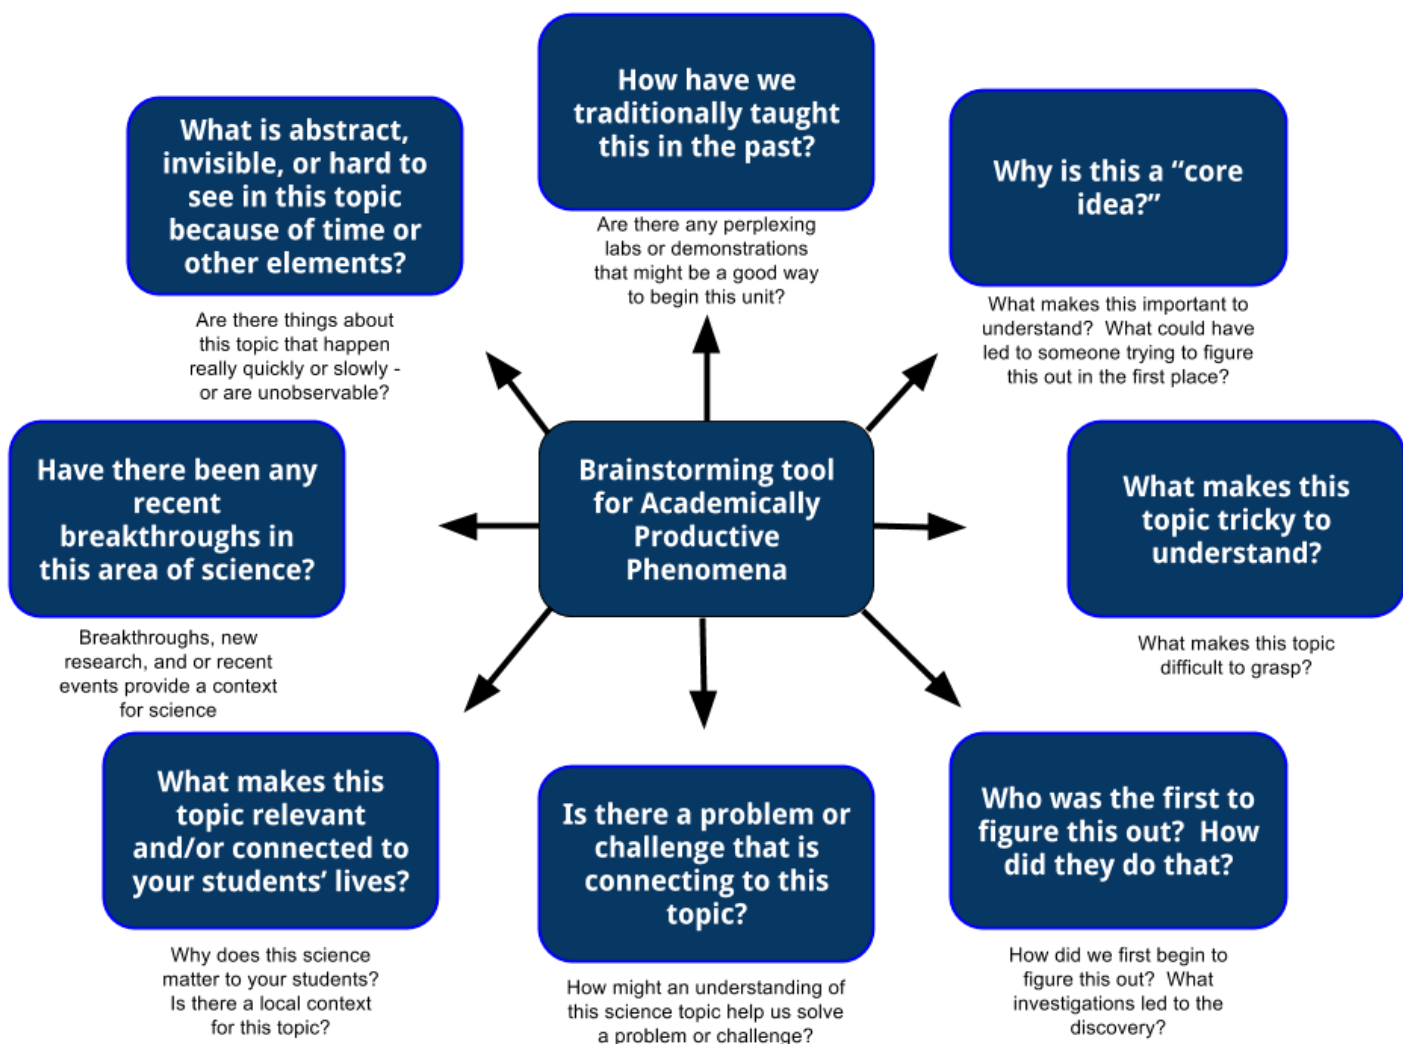 How have we
traditionally taught
this in the past?
Are there any perplexing
labs or demonstrations
that might be a good way
to begin this unit?
What is abstract,
invisible, or hard to
see in this topic
because of time or
other elements?
Are there things about
this topic that happen
really quickly or slowly -
or are unobservable?
Why is this a “core
idea?”
What makes this important to
understand?  What could have
led to someone trying to figure
this out in the first place?
Have there been any
recent
breakthroughs in
this area of science?
Breakthroughs, new
research, and or recent
events provide a context
for science
Brainstorming tool
for Academically
Productive
Phenomena
What makes this
topic tricky to
understand?
What makes this topic
difficult to grasp?
What makes this
topic relevant
and/or connected to
your students’ lives?
Why does this science
matter to your students?
Is there a local context
for this topic?
Is there a problem or
challenge that is
connecting to this
topic?
How might an understanding of
this science topic help us solve
a problem or challenge?
Who was the first to
figure this out?  How
did they do that?
How did we first begin to
figure this out?  What
investigations led to the
discovery?